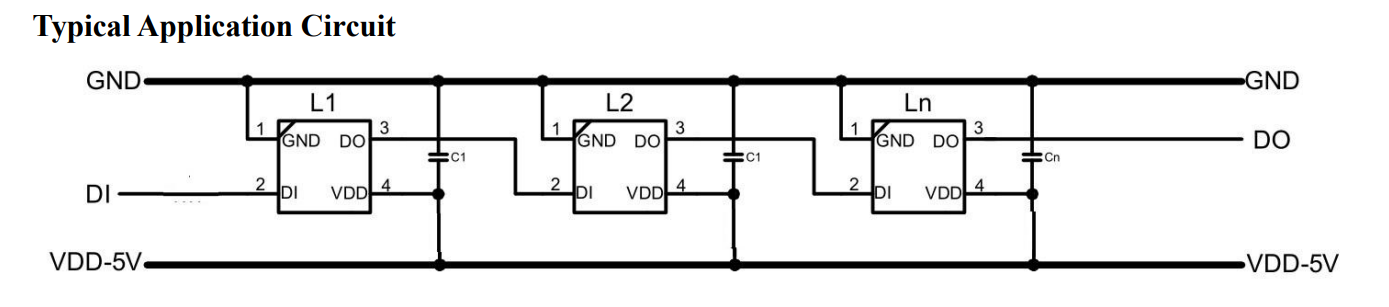 Typical Application Circuit
GND GND
L1 L2 Ln
1 GND DO 3 1 GND DO 3 1 GND DO 3 DO
C1 C1 Cn
DI 2 DI VDD 4 2 DI VDD 4 2 DI VDD 4
VDD-5V VDD-5V